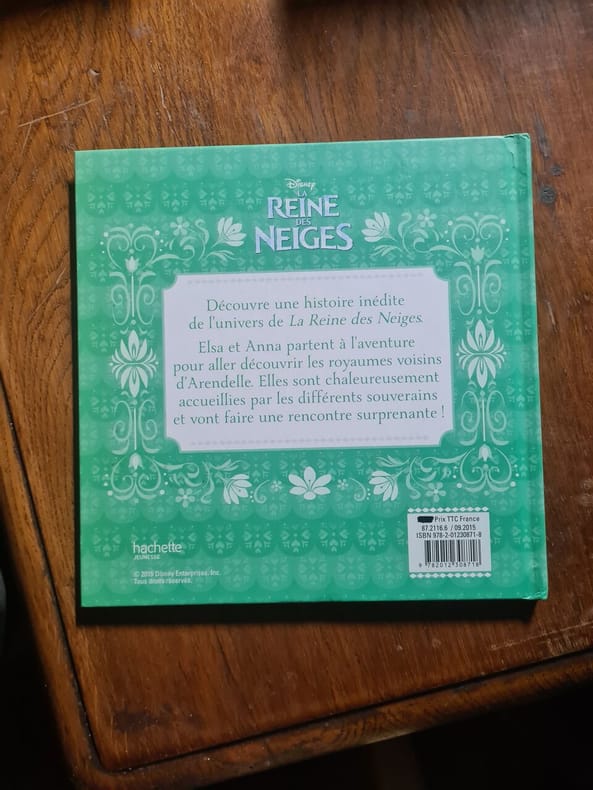 Disney
LA
REINE
DES
NEIGES
Découvre une histoire inédite
de l'univers de La Reine des Neiges.
Elsa et Anna partent à l'aventure
pour aller découvrir les royaumes voisins
d'Arendelle. Elles sont chaleureusement
accueillies par les différents souverains
et vont faire une rencontre surprenante !
Prix TTC France
67.2116.6 / 09.2015
ISBN 978-2-01230871-8
9 782012 308718
hachette
JEUNESSE
© 2015 Disney Enterprises, Inc.
Tous droits réservés.